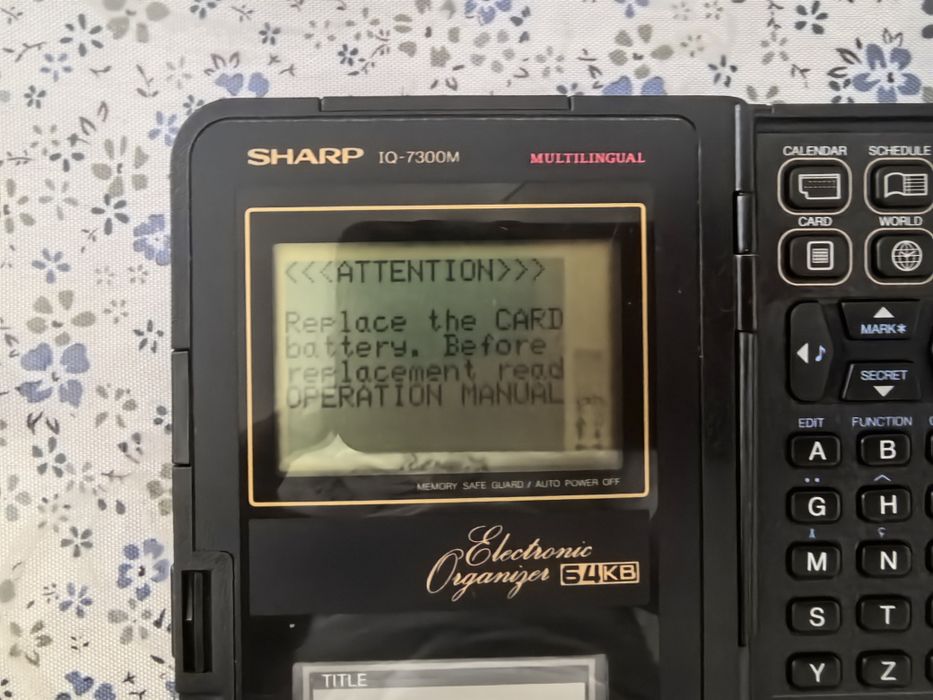 SHARP IQ-7300M MULTILINGUAL
<<<ATTENTION>>>
Replace the CARD
battery. Before
replacement read
OPERATION MANUAL
MEMORY SAFE GUARD / AUTO POWER OFF
Electronic
Organizer 64KB
TITLE
CALENDAR SCHEDULE
CARD WORLD
MARK*
SECRET
EDIT FUNCTION
A B
G H
M N
S T
Y Z